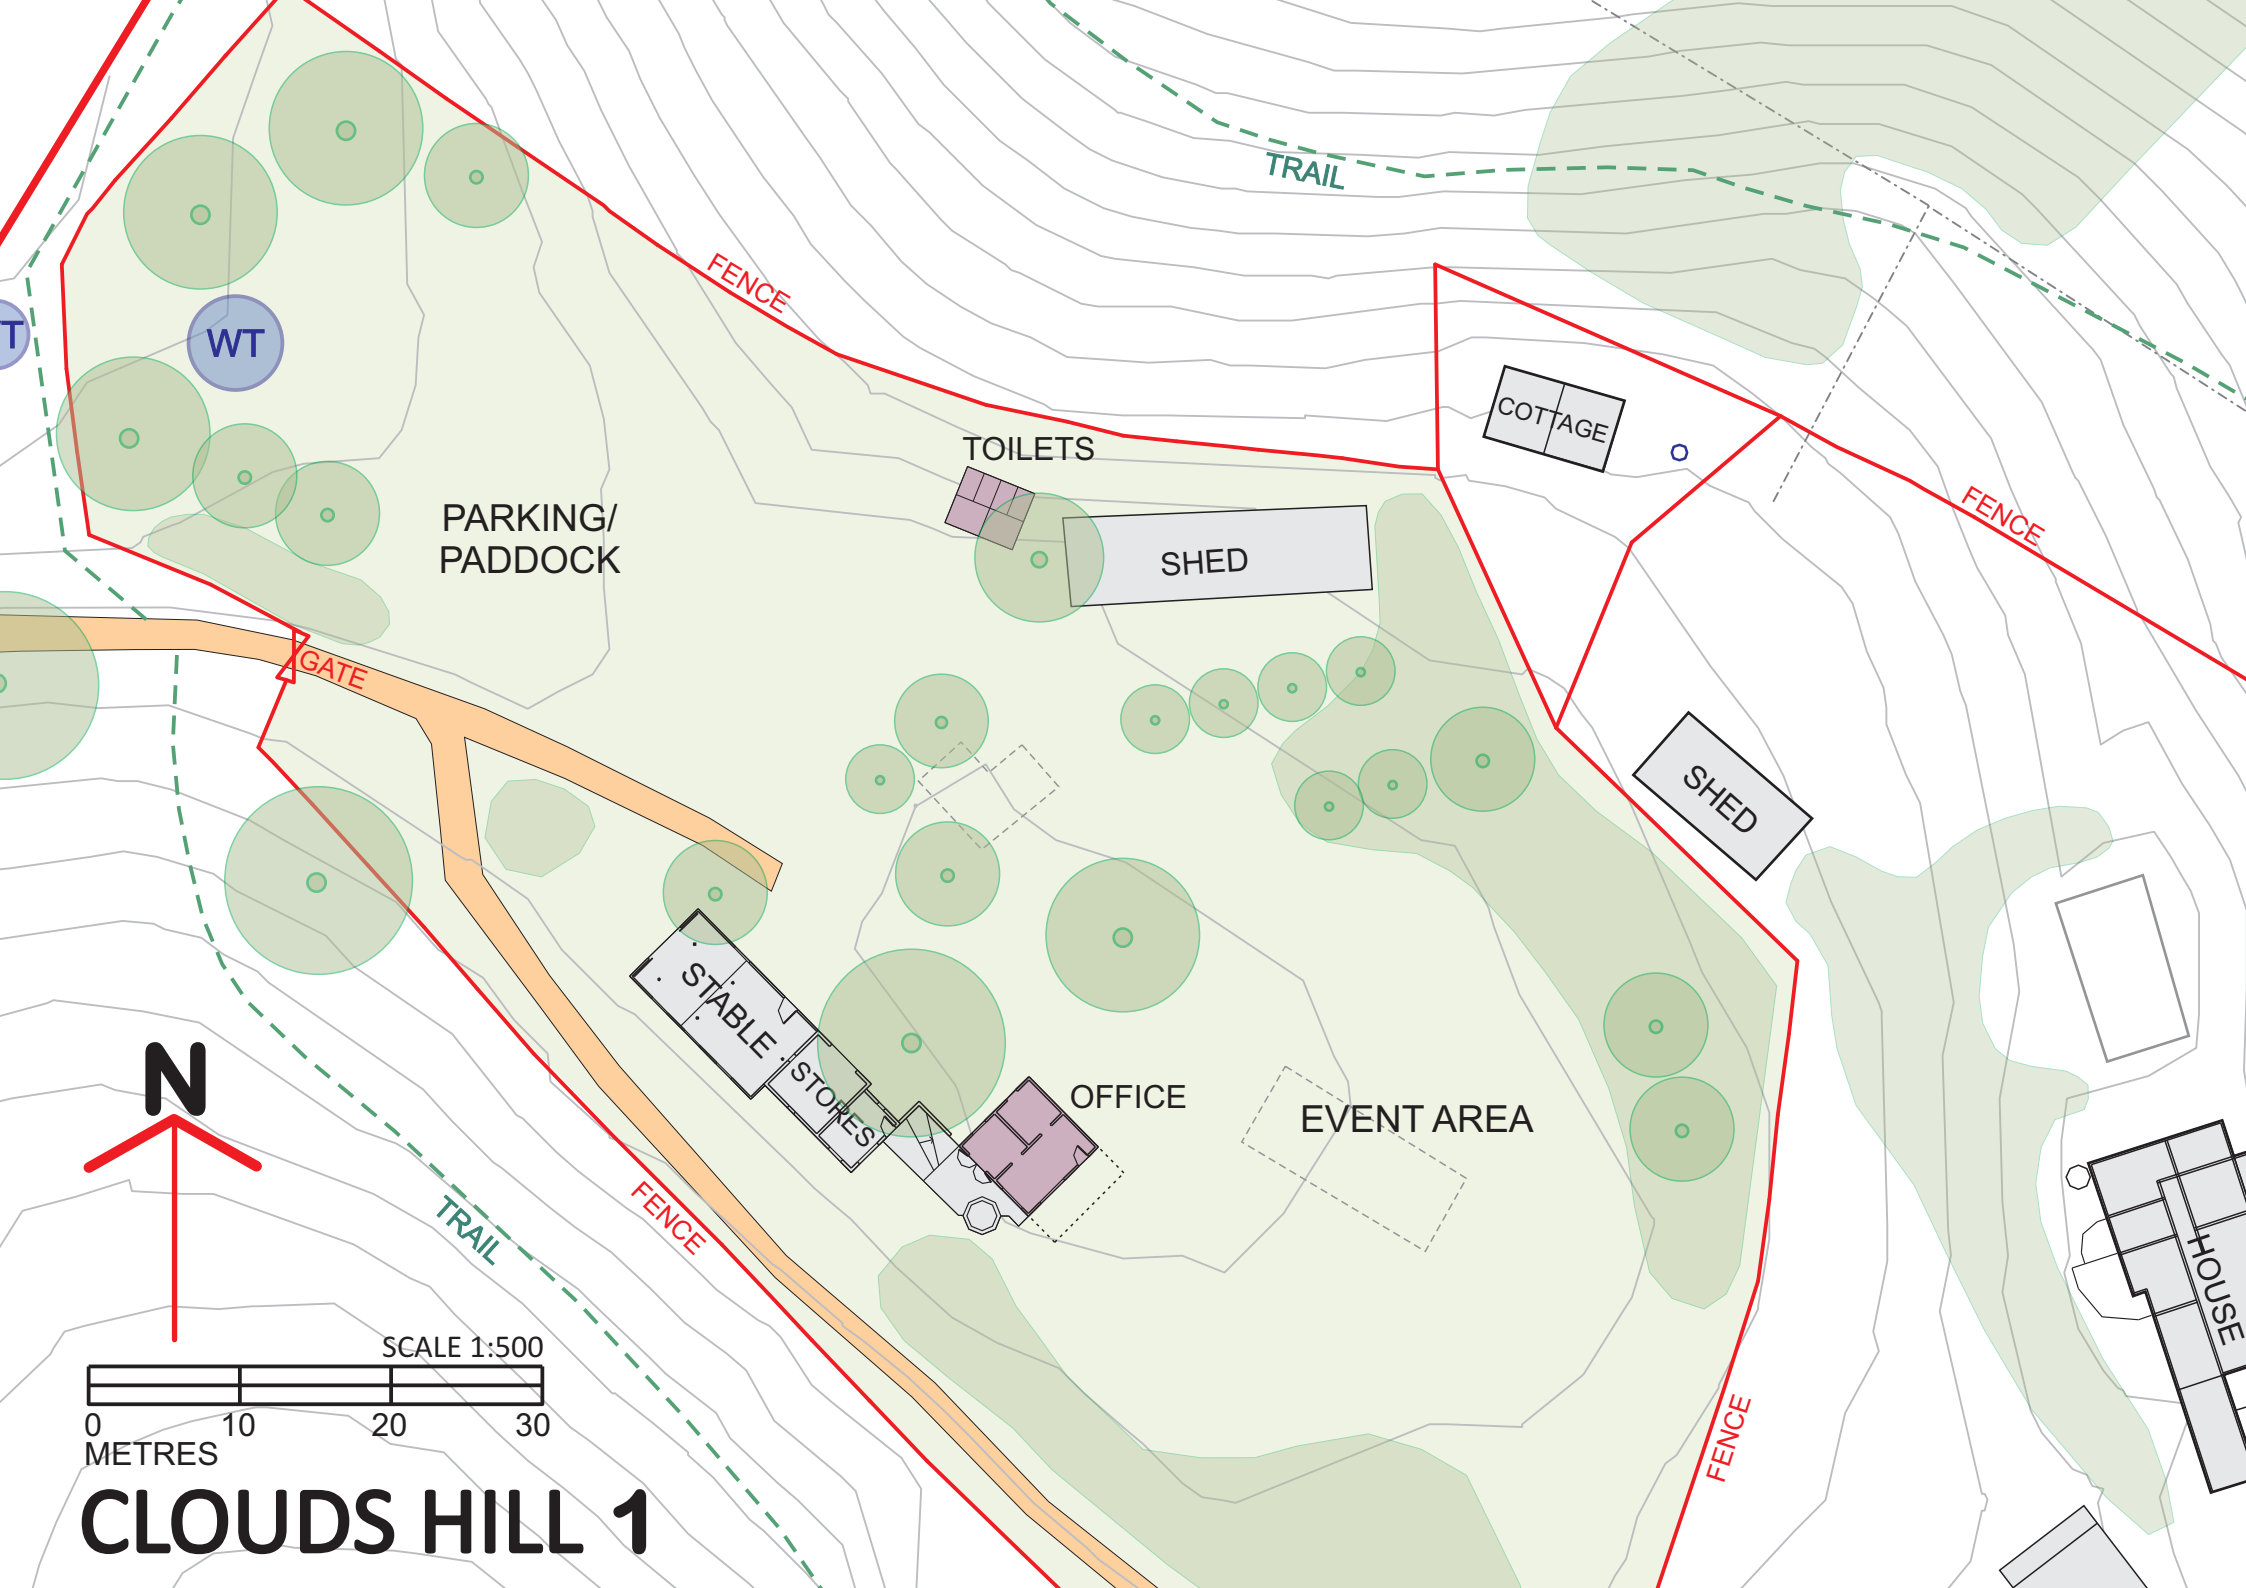 TRAIL
FENCE
WT
T
COTTAGE
TOILETS
FENCE
PARKING/
PADDOCK
SHED
GATE
SHED
STABLE
STORES
OFFICE
EVENT AREA
N
TRAIL
FENCE
HOUSE
SCALE 1:500
0 10 20 30
METRES
FENCE
CLOUDS HILL 1